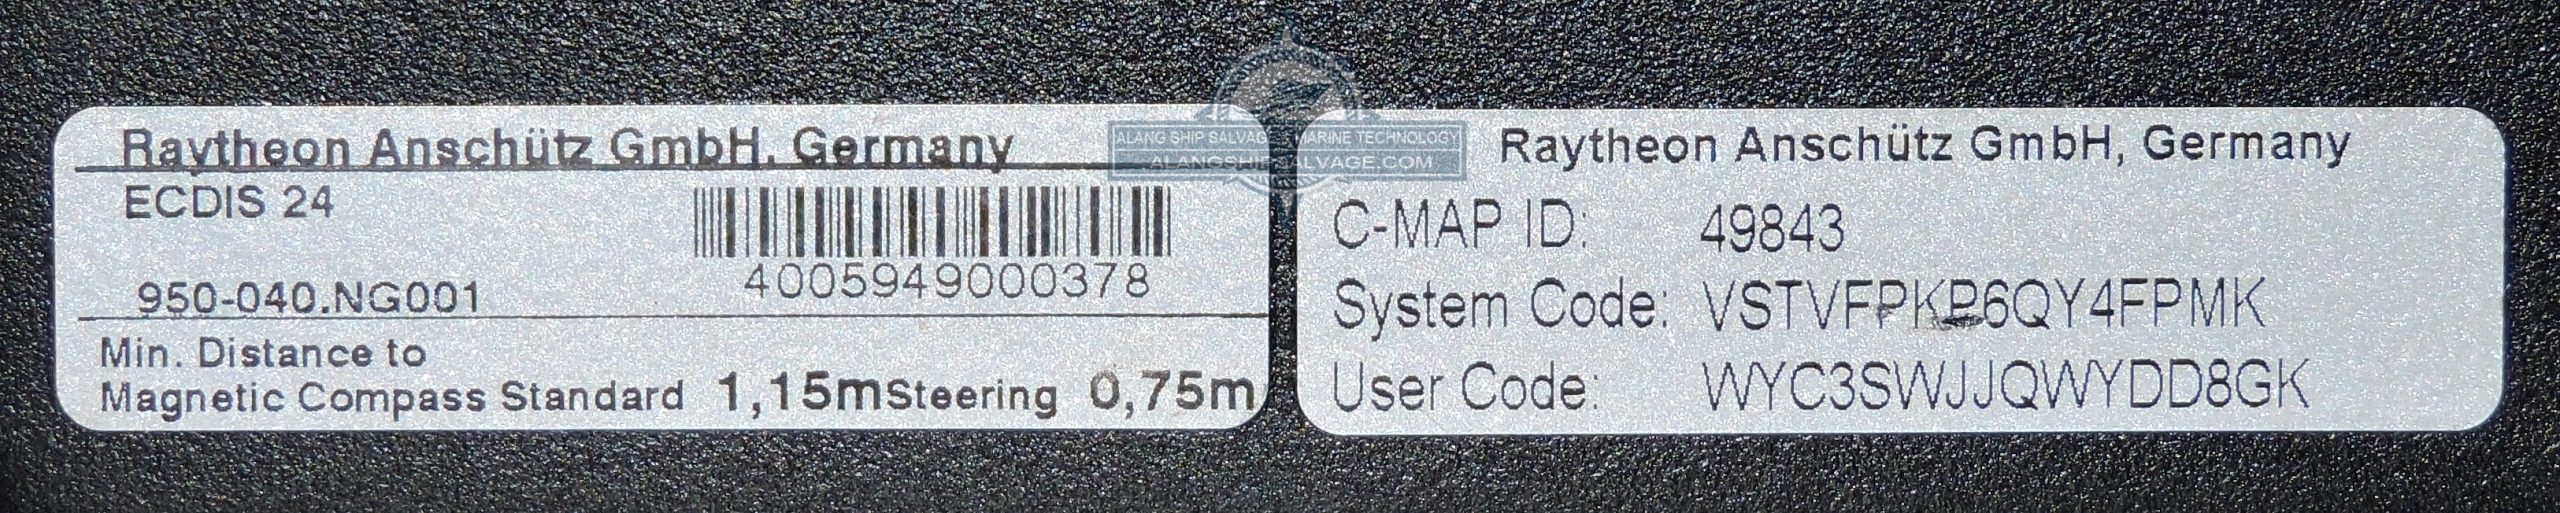 Raytheon Anschütz GmbH, Germany
ECDIS 24
4005949000378
950-040.NG001
Min. Distance to
Magnetic Compass Standard 1,15m Steering 0,75m
Raytheon Anschütz GmbH, Germany
C-MAP ID: 49843
System Code: VSTVFPKP6QY4FPMK
User Code: WYC3SWJJQWYDD8GK
ALANG SHIP SALVAGE MARINE TECHNOLOGY
ALANGSHIPSALVAGE.COM